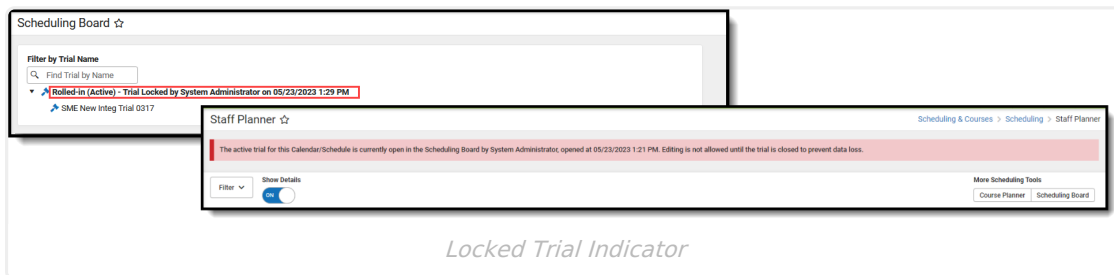 Scheduling Board
Filter by Trial Name
Find Trial by Name
Rolled-in (Active) - Trial Locked by System Administrator on 05/23/2023 1:29 PM
SME New Integ Trial 0317
Staff Planner
Scheduling & Courses > Scheduling > Staff Planner
The active trial for this Calendar/Schedule is currently open in the Scheduling Board by System Administrator, opened at 05/23/2023 1:21 PM. Editing is not allowed until the trial is closed to prevent data loss.
Filter
Show Details
ON
More Scheduling Tools
Course Planner Scheduling Board
Locked Trial Indicator